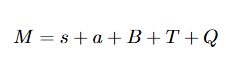 M = s + a + B + T + Q